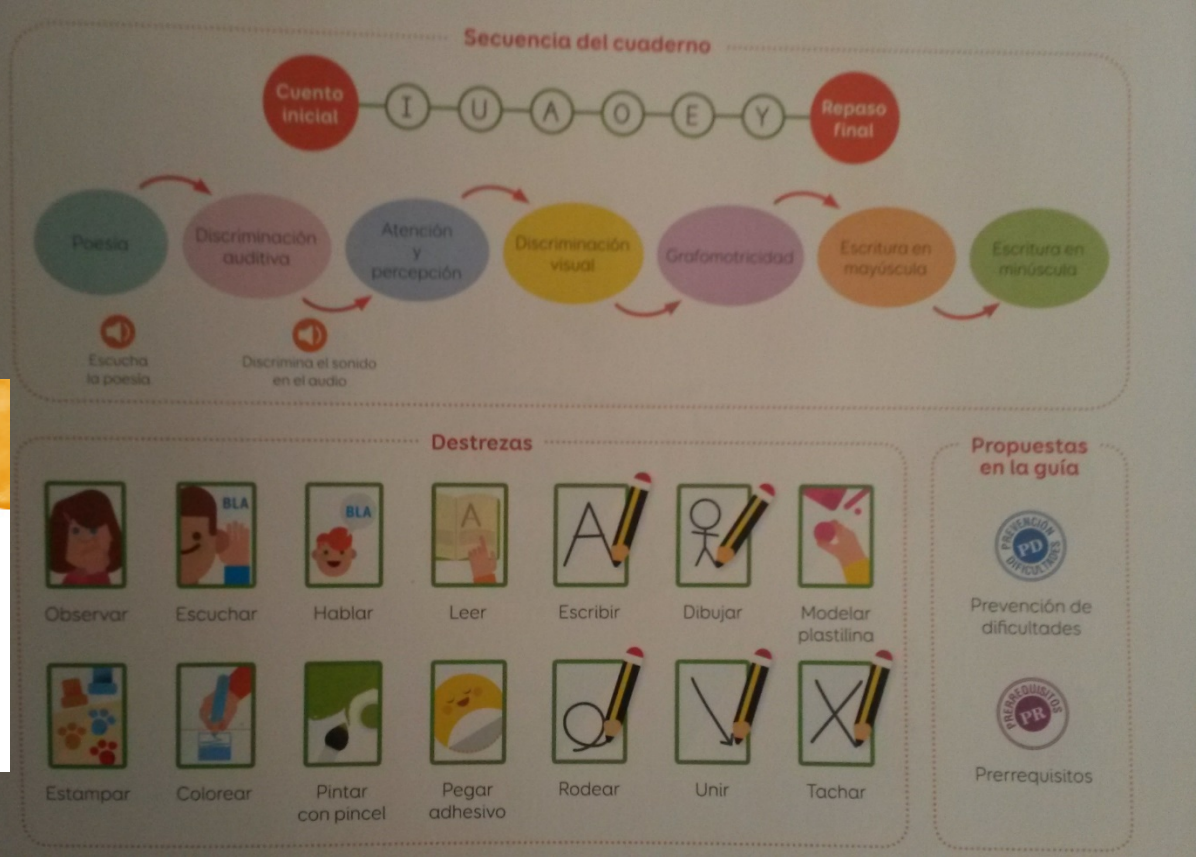 Secuencia del cuaderno
Cuento
inicial
I
U
A
O
E
Y
Repaso
final
Poesía
Discriminación
auditiva
Atención
y
percepción
Discriminación
visual
Grafomotricidad
Escritura en
mayúscula
Escritura en
minúscula
Escucha
la poesía
Discrimina el sonido
en el audio
Destrezas
BLA
BLA
A
A
Observar
Escuchar
Hablar
Leer
Escribir
Dibujar
Modelar
plastilina
Estampar
Colorear
Pintar
con pincel
Pegar
adhesivo
Rodear
Unir
Tachar
Propuestas
en la guía
PREVENCIÓN
PD
DIFICULTADES
Prevención de
dificultades
PRERREQUISITOS
PR
Prerrequisitos